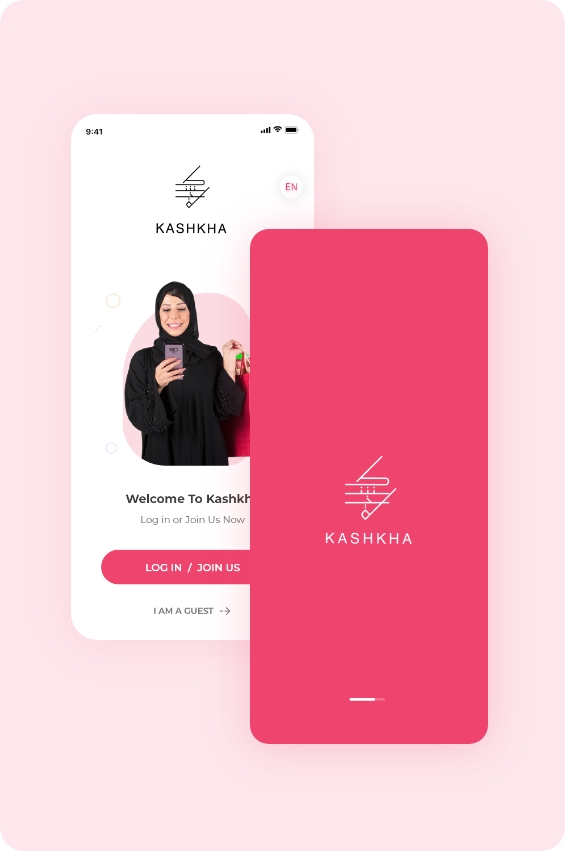 9:41
EN
KASHKHA
Welcome To Kashkh
Log in or Join Us Now
LOG IN / JOIN US
I AM A GUEST
KASHKHA